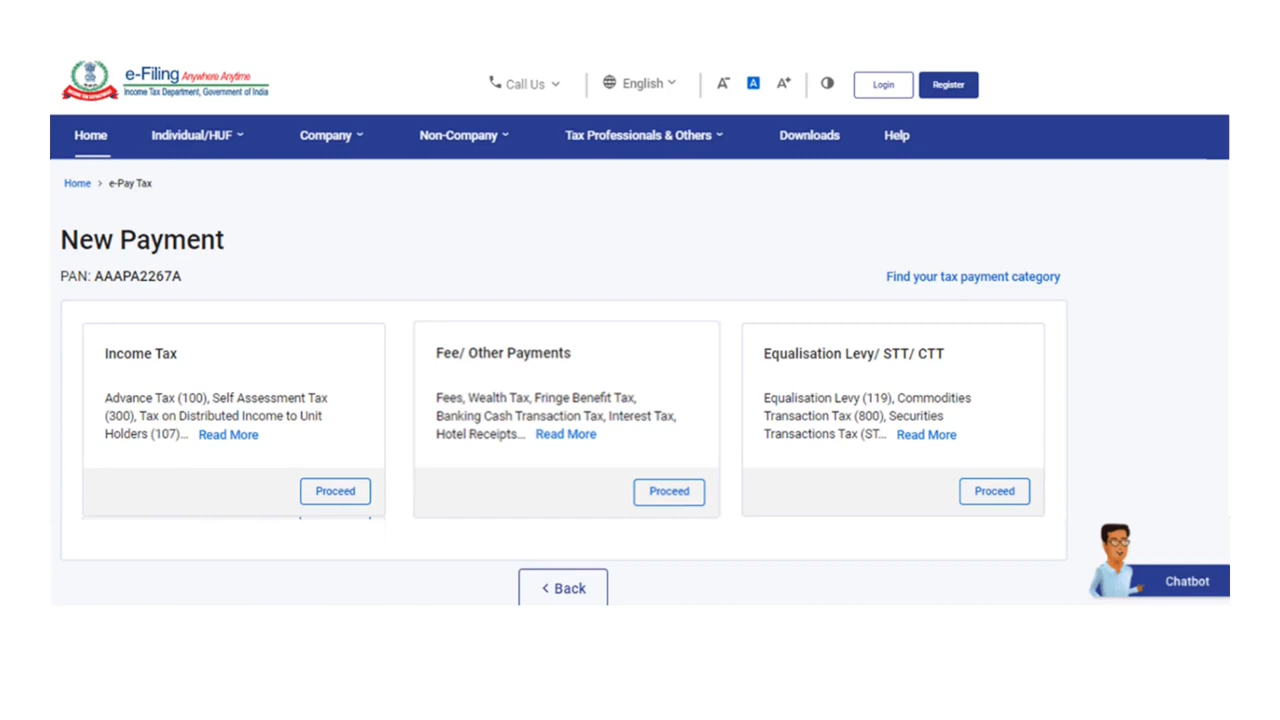 e-Filing Anywhere Anytime
Income Tax Department, Government of India
Call Us
English
A-
A
A+
Login
Register
Home
Individual/HUF
Company
Non-Company
Tax Professionals & Others
Downloads
Help
Home > e-Pay Tax
New Payment
PAN: AAAPA2267A
Find your tax payment category
Income Tax
Advance Tax (100), Self Assessment Tax
(300), Tax on Distributed Income to Unit
Holders (107)... Read More
Proceed
Fee/ Other Payments
Fees, Wealth Tax, Fringe Benefit Tax,
Banking Cash Transaction Tax, Interest Tax,
Hotel Receipts... Read More
Proceed
Equalisation Levy/ STT/ CTT
Equalisation Levy (119), Commodities
Transaction Tax (800), Securities
Transactions Tax (ST... Read More
Proceed
< Back
Chatbot